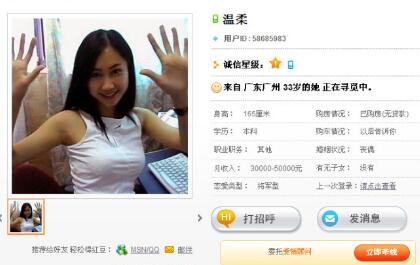 温柔
用户ID : 58685983
诚信星级：
来自 广东广州 33岁的她 正在寻觅中。
身高： 165厘米 购房情况： 已购房(无贷款)
学历： 本科 购车情况： 以后告诉你
职业职务： 其他 婚姻状况： 丧偶
月收入： 30000-50000元 有无子女： 没有
恋爱类型： 将军型 上一次登录： 请点击查看
Hi 打招呼 发消息
推荐给好友 轻松得红豆： MSN/QQ 邮件
委托爱情顾问 立即牵线